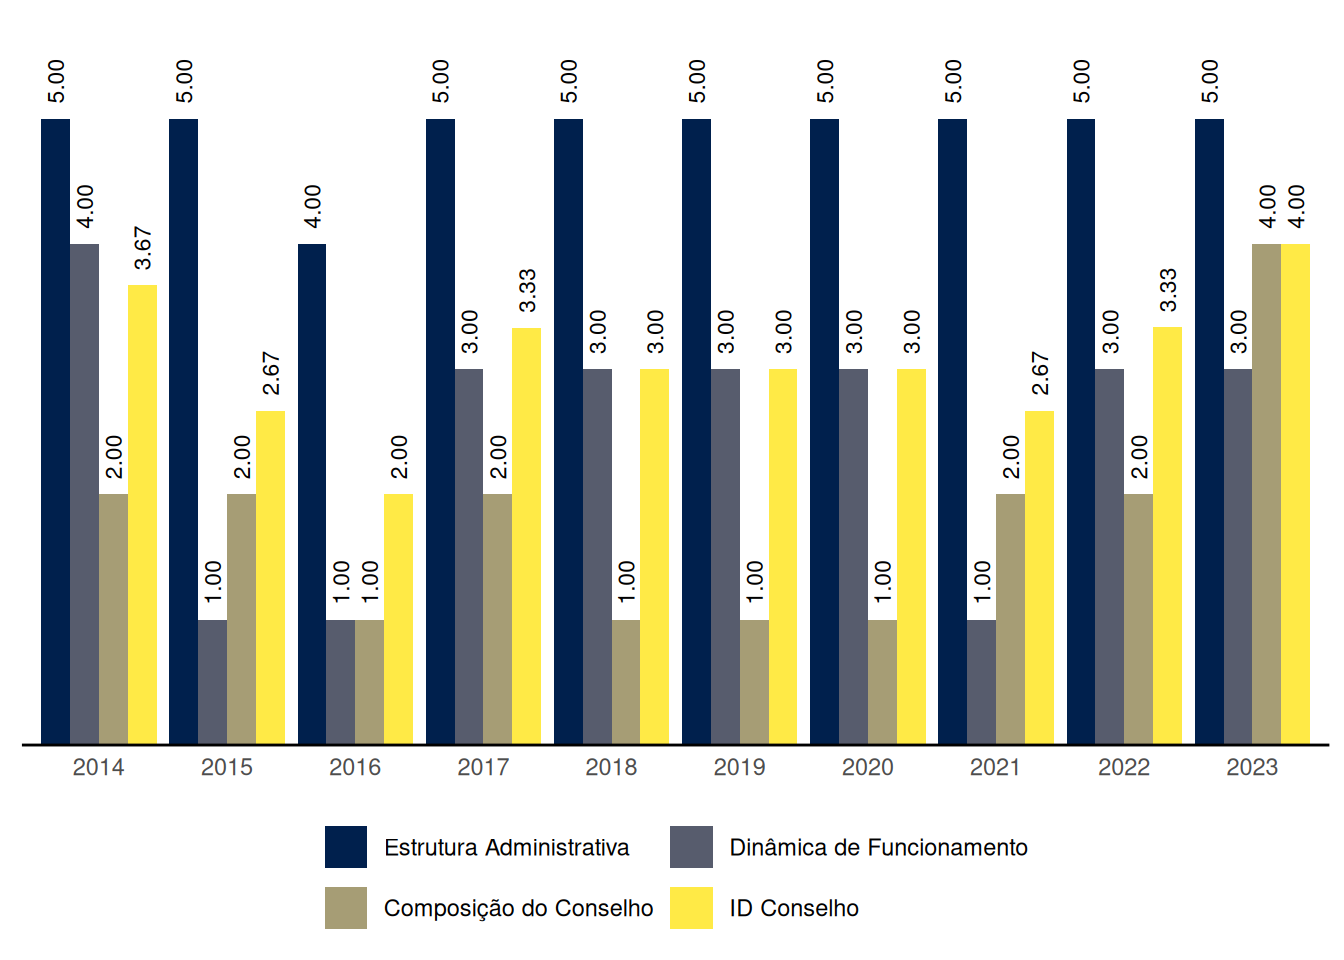 5.00 4.00 2.00 3.67 5.00 1.00 2.00 2.67 4.00 1.00 1.00 2.00 5.00 3.00 2.00 3.33 5.00 3.00 1.00 3.00 5.00 3.00 1.00 3.00 5.00 3.00 1.00 3.00 5.00 1.00 2.00 2.67 5.00 3.00 2.00 3.33 5.00 3.00 4.00 4.00
2014 2015 2016 2017 2018 2019 2020 2021 2022 2023
Estrutura Administrativa Dinâmica de Funcionamento
Composição do Conselho ID Conselho